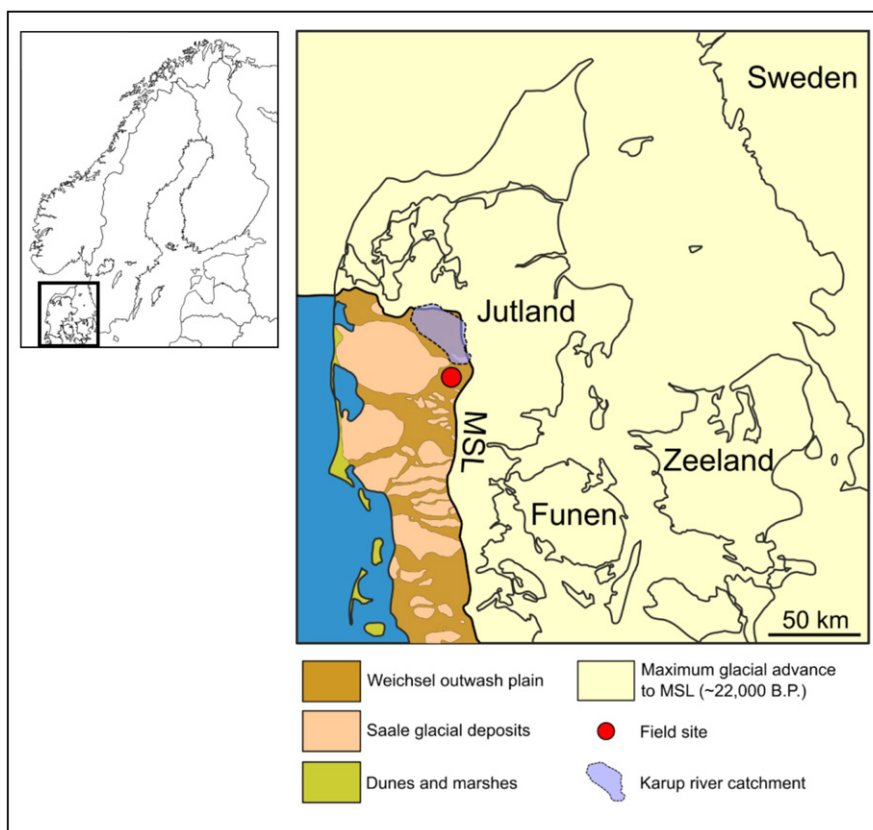 Sweden
Jutland
MSL
Zeeland
Funen
50 km
Weichsel outwash plain
Saale glacial deposits
Dunes and marshes
Maximum glacial advance
to MSL (~22,000 B.P.)
Field site
Karup river catchment